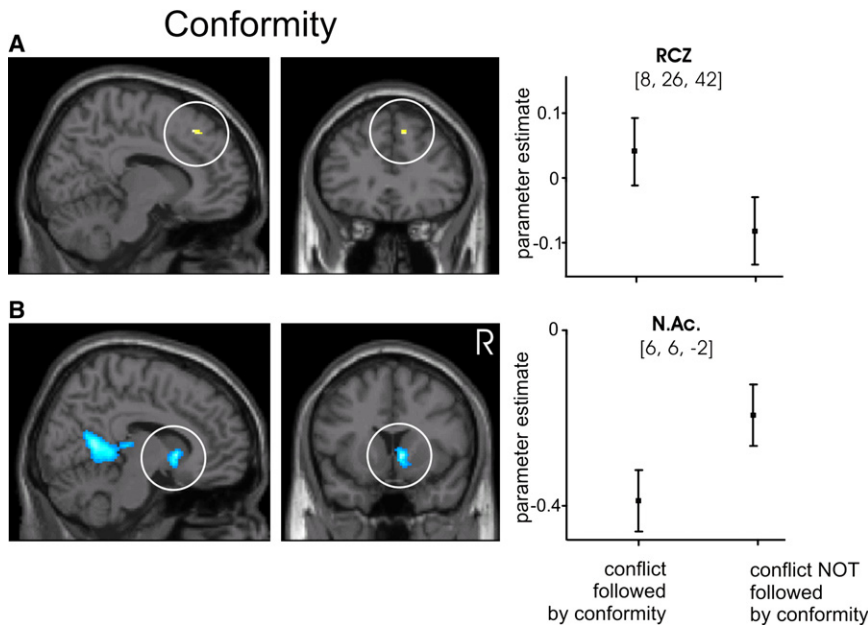 Conformity
A
RCZ
[8, 26, 42]
parameter estimate
0.1
0
-0.1
B
R
N.Ac.
[6, 6, -2]
parameter estimate
0
-0.4
conflict
followed
by conformity
conflict NOT
followed
by conformity